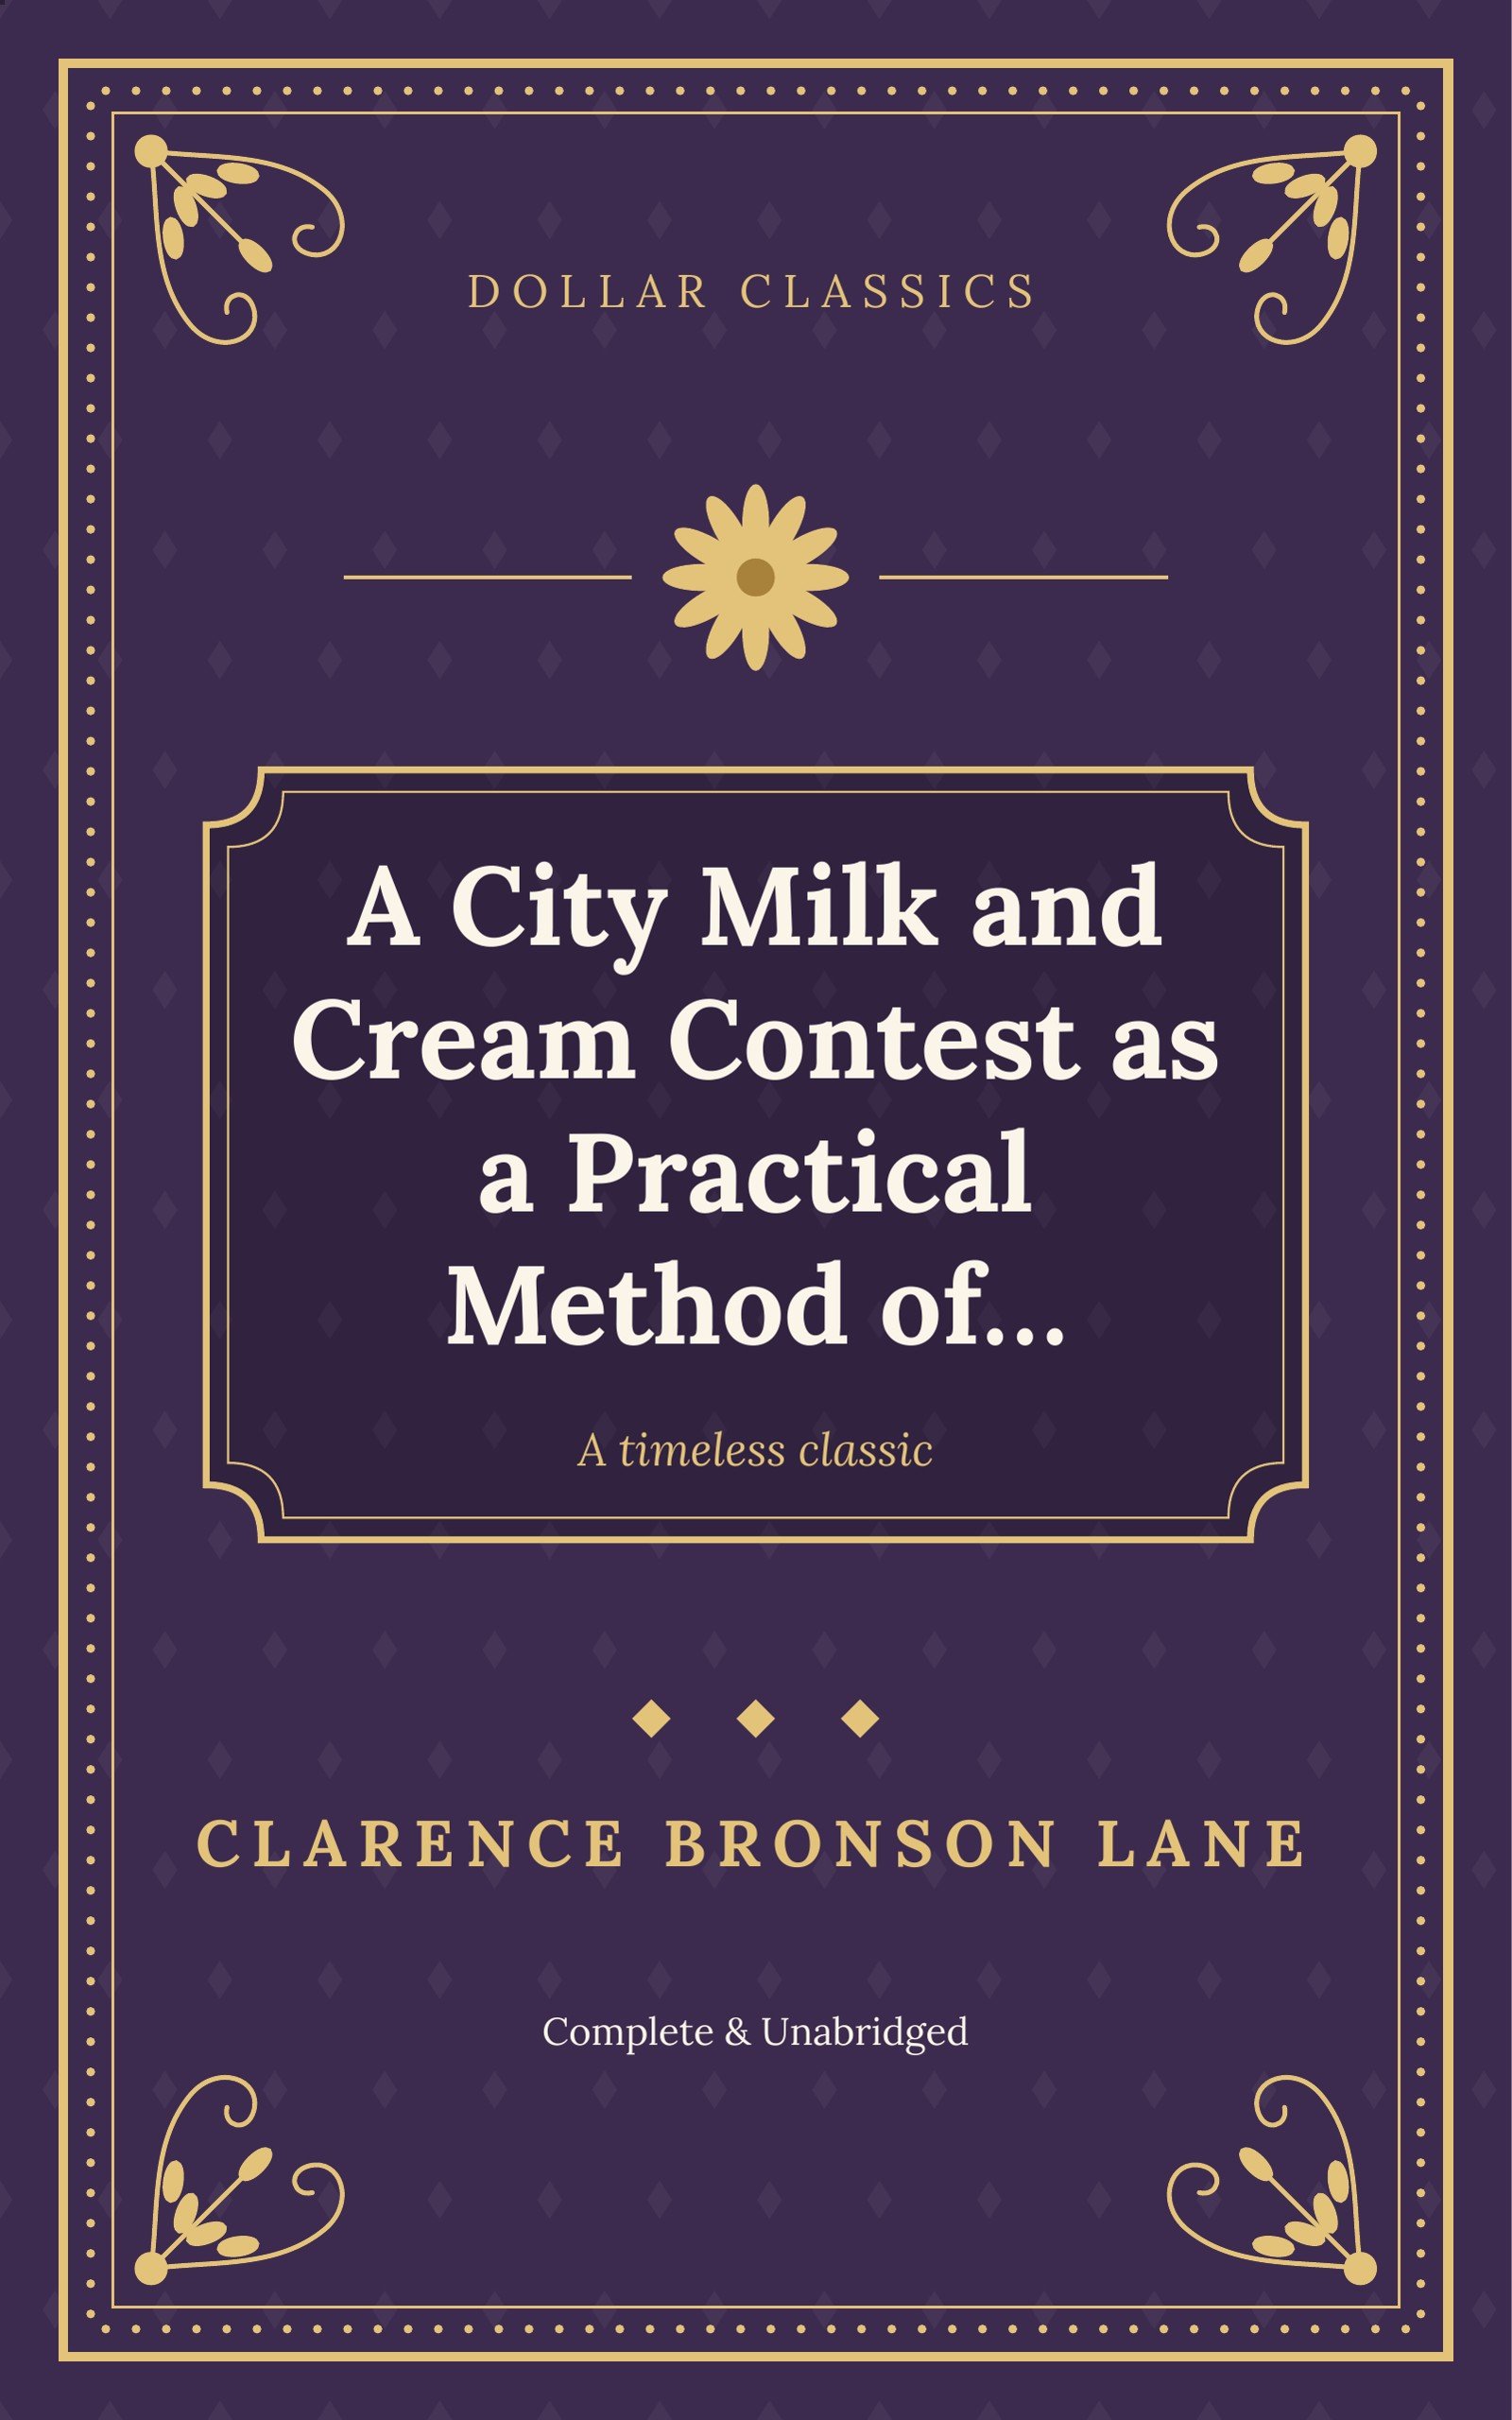 DOLLAR CLASSICS
A City Milk and
Cream Contest as
a Practical
Method of...
A timeless classic
CLARENCE BRONSON LANE
Complete & Unabridged